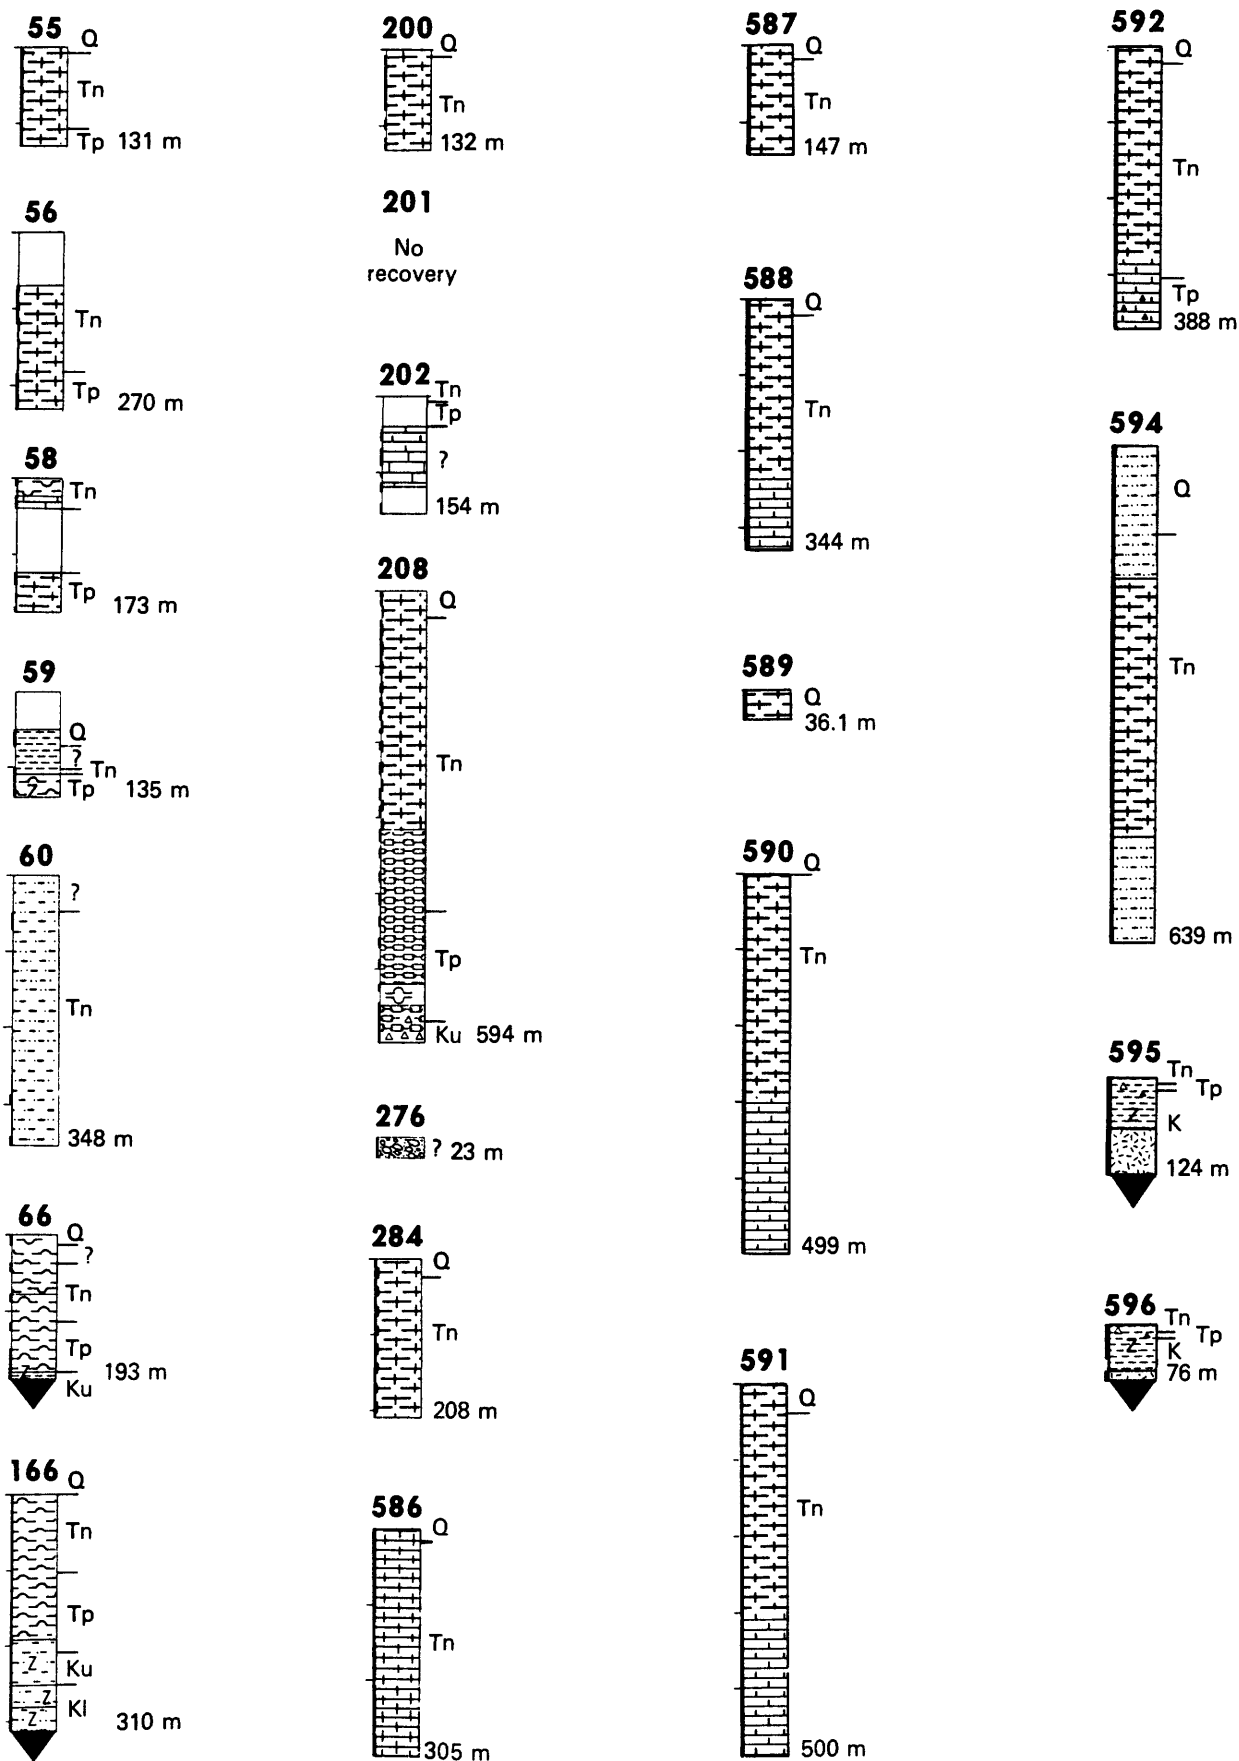 55
Q
Tn
Tp 131 m
56
Tn
Tp 270 m
58
Tn
Tp 173 m
59
Q
?
Tn
Z Tp 135 m
60
?
Tn
348 m
66
Q
?
Tn
Tp
Z 193 m
Ku
166
Q
Tn
Tp
Z Ku
Z Kl
Z 310 m
200
Q
Tn
132 m
201
No
recovery
202
Tn
Tp
?
154 m
208
Q
Tn
Tp
Ku 594 m
276
? 23 m
284
Q
Tn
208 m
586
Q
Tn
305 m
587
Q
Tn
147 m
588
Q
Tn
344 m
589
Q
36.1 m
590
Q
Tn
499 m
591
Q
Tn
500 m
592
Q
Tn
Tp
388 m
594
Q
Tn
639 m
595
Tn
Tp
Z K
124 m
596
Tn
Tp
Z K
76 m